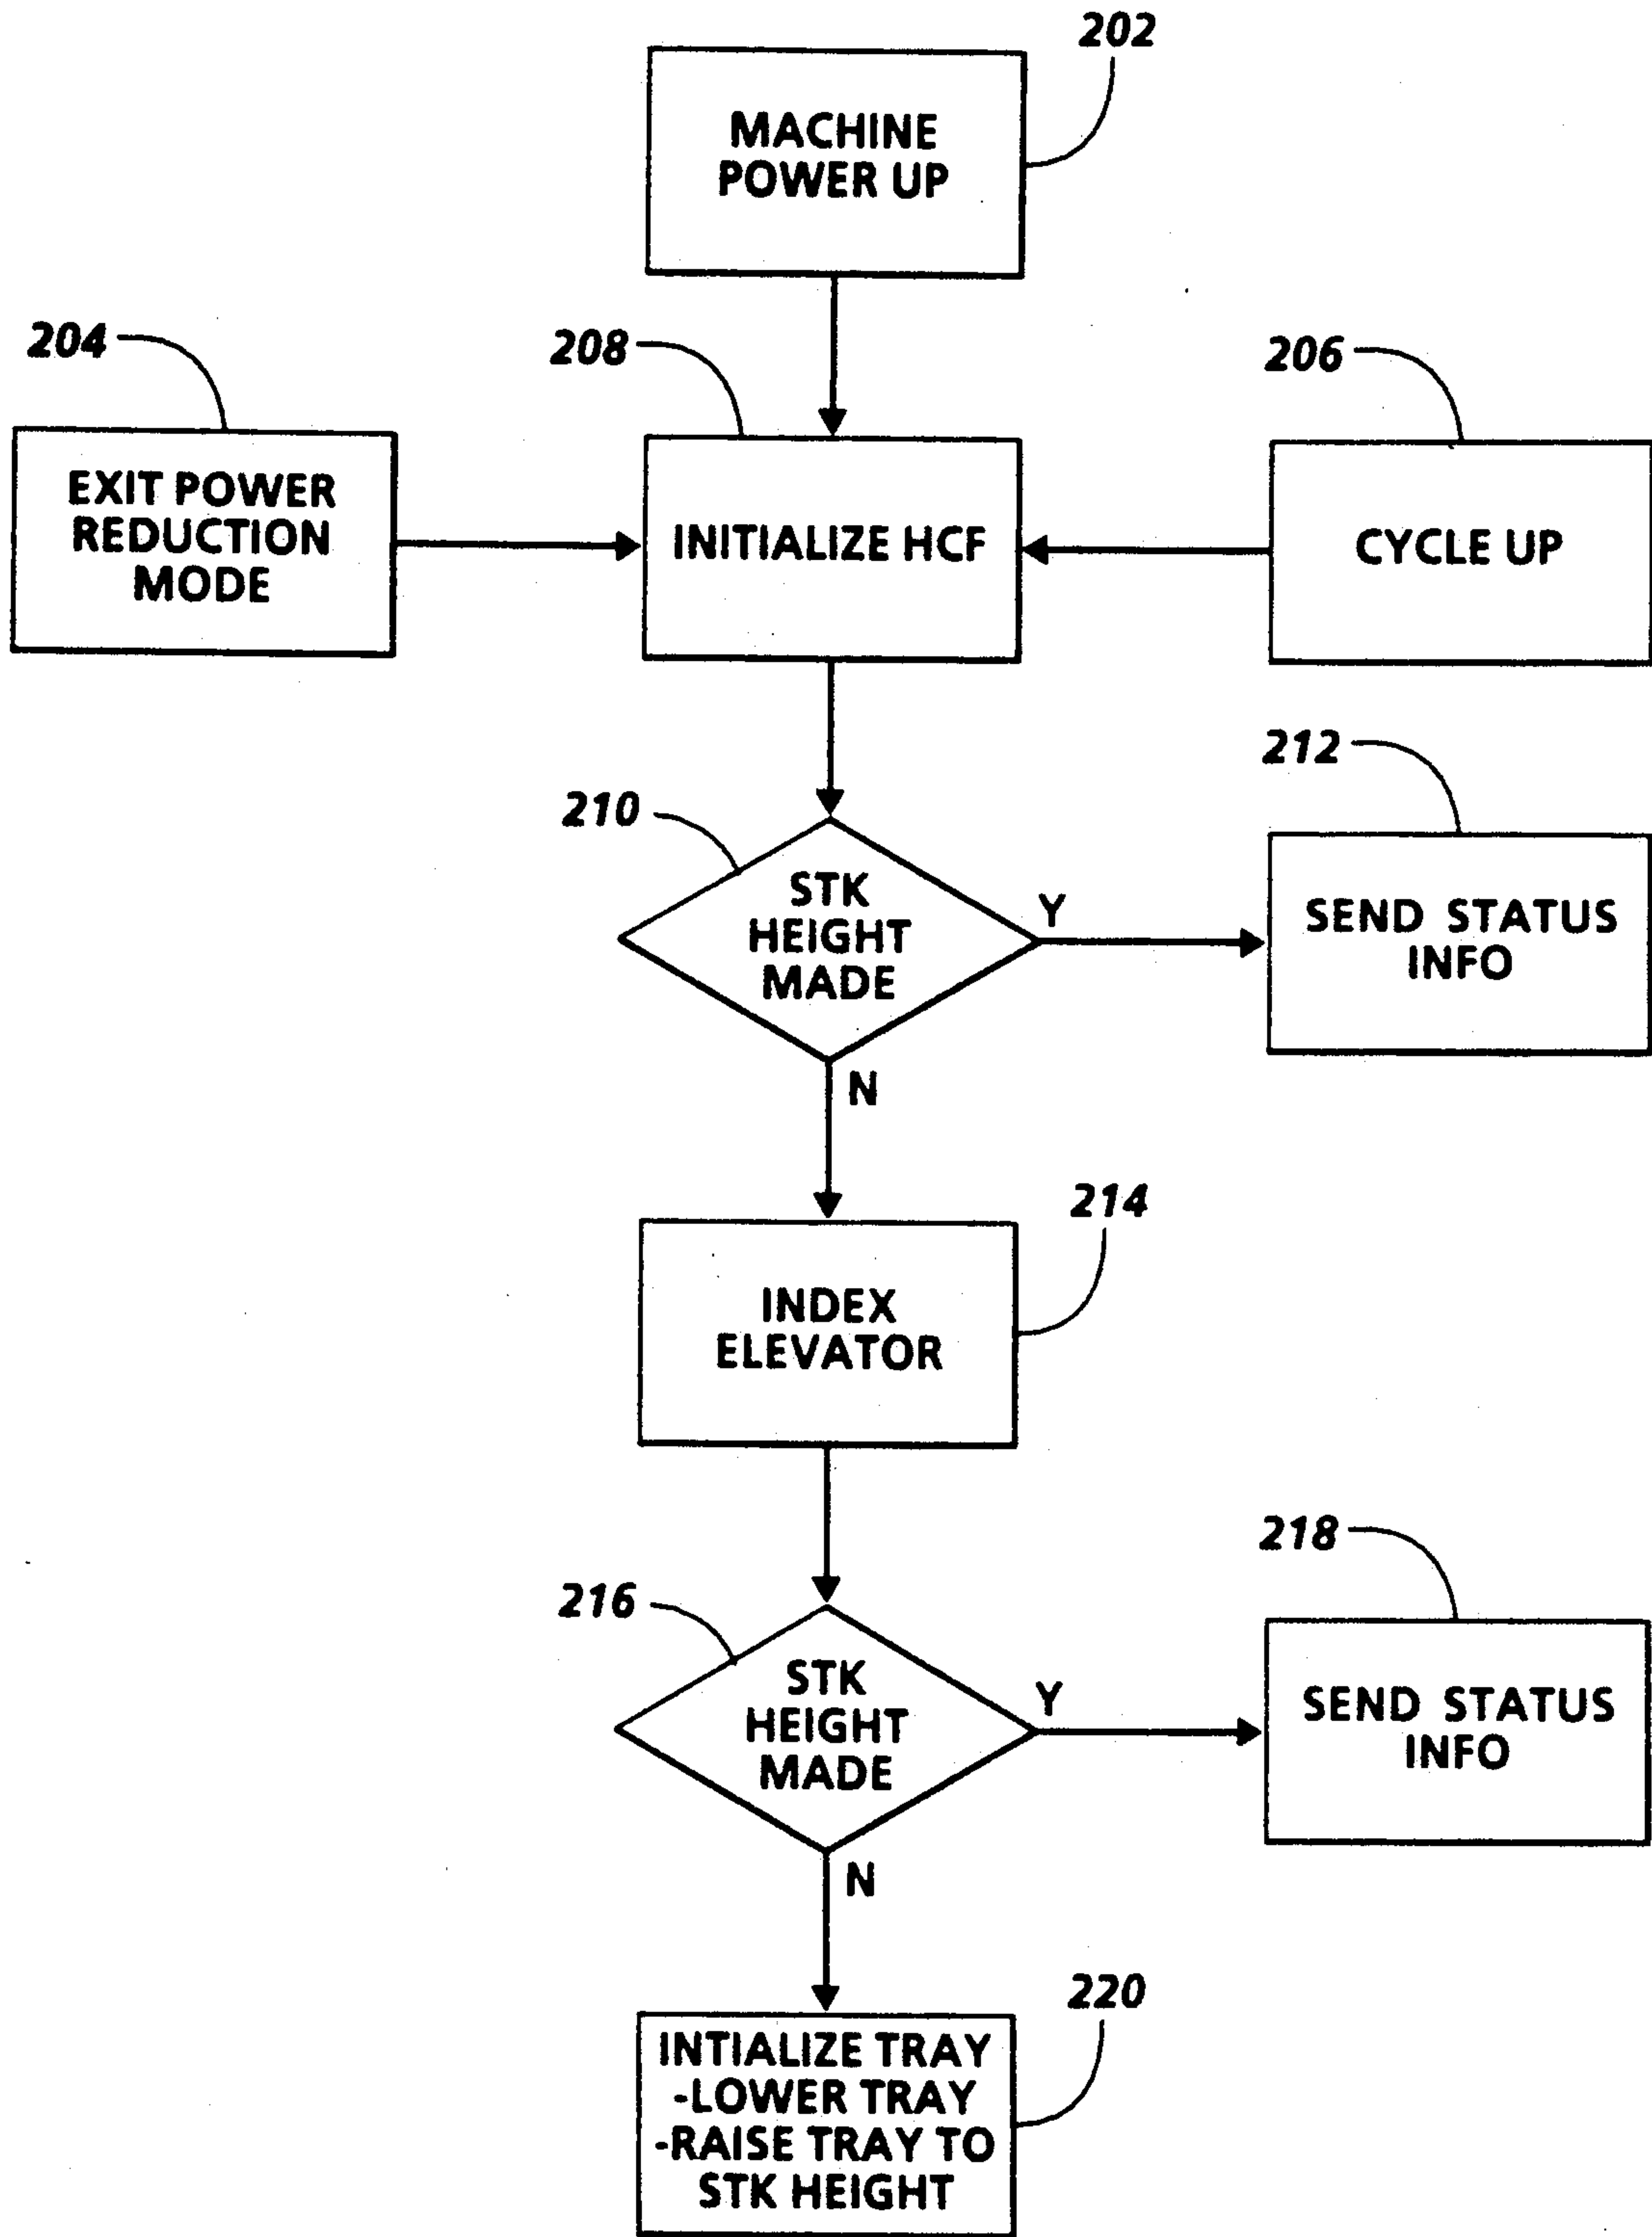 202
MACHINE
POWER UP
204
208
206
EXIT POWER
REDUCTION
MODE
INITIALIZE HCF
CYCLE UP
212
210
STK
HEIGHT
MADE
Y
SEND STATUS
INFO
N
214
INDEX
ELEVATOR
218
216
STK
HEIGHT
MADE
Y
SEND STATUS
INFO
N
220
INTIALIZE TRAY
-LOWER TRAY
-RAISE TRAY TO
STK HEIGHT